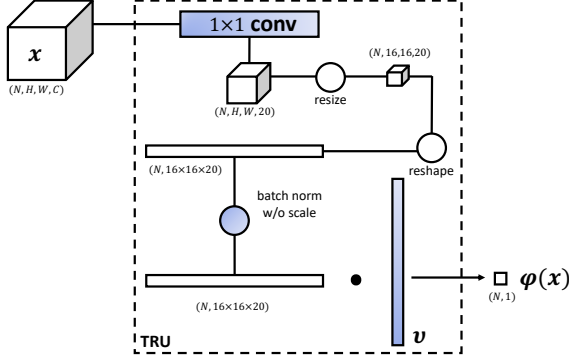 1×1 conv
x
(N, H, W, C)
(N, 16,16,20)
(N, H, W, 20)
resize
(N, 16×16×20)
reshape
batch norm
w/o scale
(N, 16×16×20)
φ(x)
(N, 1)
TRU
υ